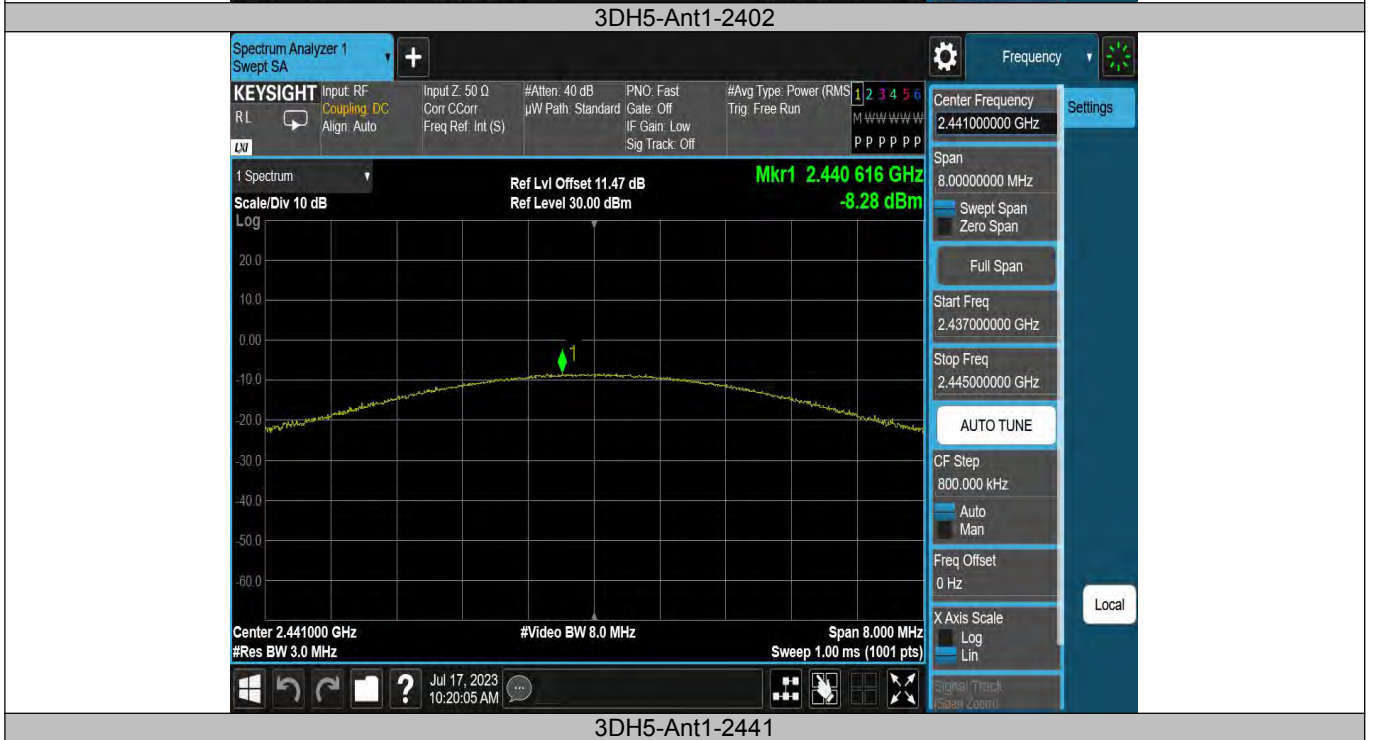 3DH5-Ant1-2402
Spectrum Analyzer 1
Swept SA
+
Frequency
KEYSIGHT
RL
LXI
Input: RF
Coupling: DC
Align: Auto
Input Z: 50 Ω
Corr CCorr
Freq Ref: Int (S)
#Atten: 40 dB
µW Path: Standard
PNO: Fast
Gate: Off
IF Gain: Low
Sig Track: Off
#Avg Type: Power (RMS
Trig: Free Run
1 2 3 4 5 6
M W W W W W
P P P P P P
Center Frequency
2.441000000 GHz
Settings
1 Spectrum
Scale/Div 10 dB
Ref Lvl Offset 11.47 dB
Ref Level 30.00 dBm
Mkr1 2.440 616 GHz
-8.28 dBm
Log
20.0
10.0
0.00
-10.0
-20.0
-30.0
-40.0
-50.0
-60.0
1
Span
8.00000000 MHz
Swept Span
Zero Span
Full Span
Start Freq
2.437000000 GHz
Stop Freq
2.445000000 GHz
AUTO TUNE
CF Step
800.000 kHz
Auto
Man
Freq Offset
0 Hz
X Axis Scale
Log
Lin
Signal Track
(Span Zoom)
Local
Center 2.441000 GHz
#Res BW 3.0 MHz
#Video BW 8.0 MHz
Span 8.000 MHz
Sweep 1.00 ms (1001 pts)
?
Jul 17, 2023
10:20:05 AM
3DH5-Ant1-2441